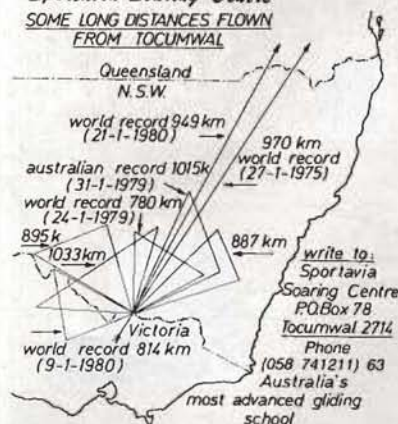 SOME LONG DISTANCES FLOWN
FROM TOCUMWAL
Queensland
N.S.W.
world record 949 km
(21-1-1980)
970 km
world record
(27-1-1975)
australian record 1015k
(31-1-1979)
world record 780 km
(24-1-1979)
895k
1033km
887 km
write to:
Sportavia
Soaring Centre
P.O.Box 78
Tocumwal 2714
Phone
(058 741211) 63
Australia's
most advanced gliding
school
Victoria
world record 814 km
(9-1-1980)